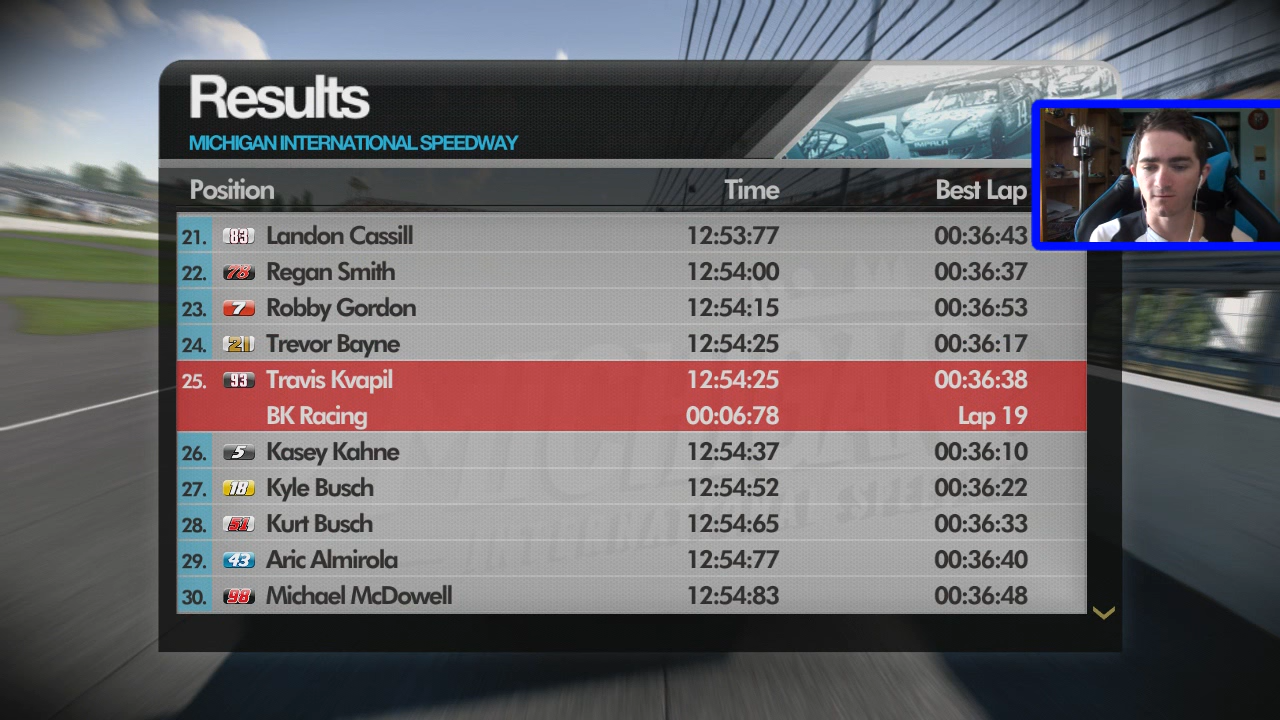 Results
MICHIGAN INTERNATIONAL SPEEDWAY
Position Time Best Lap
21. 83 Landon Cassill 12:53:77 00:36:43
22. 78 Regan Smith 12:54:00 00:36:37
23. 7 Robby Gordon 12:54:15 00:36:53
24. 21 Trevor Bayne 12:54:25 00:36:17
25. 93 Travis Kvapil 12:54:25 00:36:38
BK Racing 00:06:78 Lap 19
26. 5 Kasey Kahne 12:54:37 00:36:10
27. 18 Kyle Busch 12:54:52 00:36:22
28. 51 Kurt Busch 12:54:65 00:36:33
29. 43 Aric Almirola 12:54:77 00:36:40
30. 98 Michael McDowell 12:54:83 00:36:48